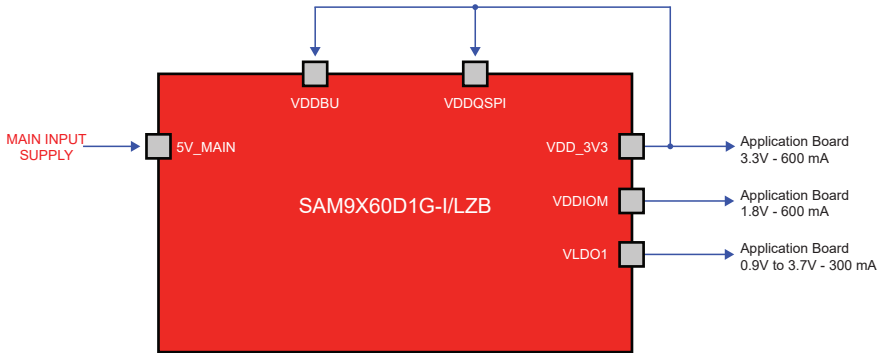 VDDBU
VDDQSPI
MAIN INPUT
SUPPLY
5V_MAIN
VDD_3V3
Application Board
3.3V - 600 mA
SAM9X60D1G-I/LZB
VDDIOM
Application Board
1.8V - 600 mA
VLDO1
Application Board
0.9V to 3.7V - 300 mA